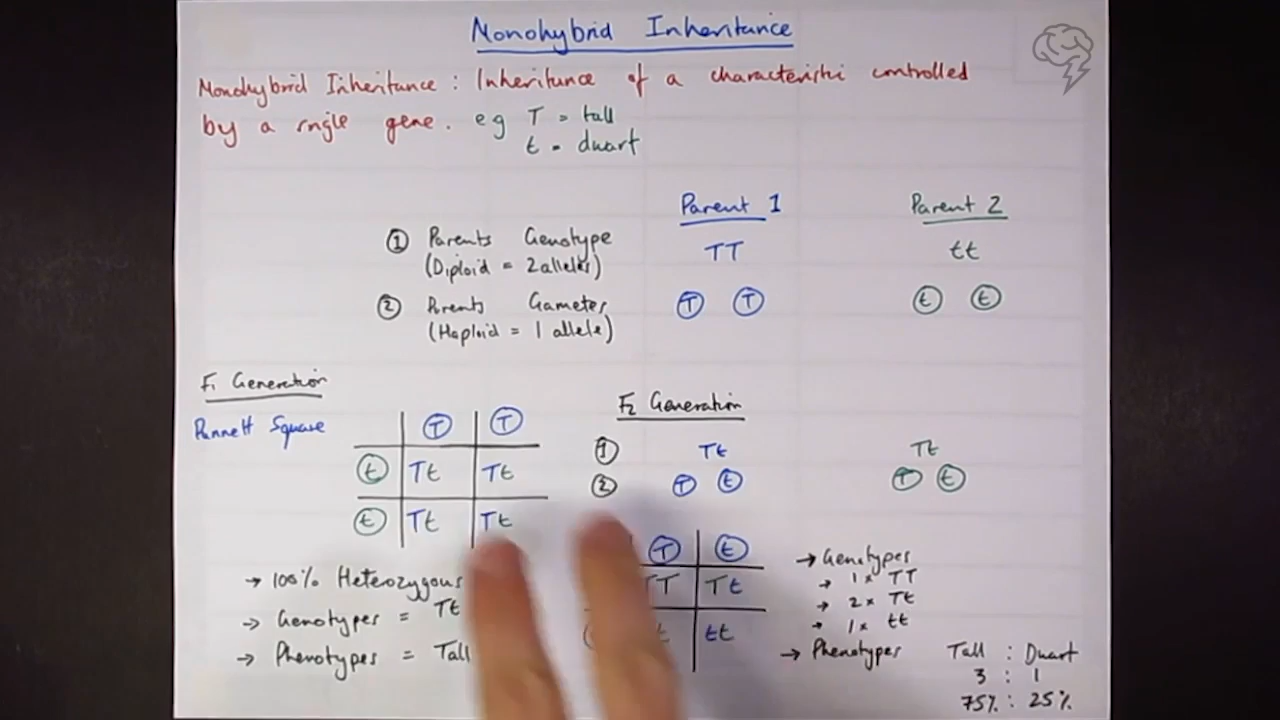 Monohybrid Inheritance
Monohybrid Inheritance : Inheritance of a characteristic controlled
by a single gene. eg T = tall
t = dwarf
Parent 1 Parent 2
① Parents Genotype TT tt
(Diploid = 2 alleles)
② Parents Gametes T T t t
(Haploid = 1 allele)
F1 Generation
Punnett Square
T T
t Tt Tt
t Tt Tt
→ 100% Heterozygous
→ Genotypes = Tt
→ Phenotypes = Tall
F2 Generation
① Tt Tt
② T t T t
T t
TT Tt
t tt
→ Genotypes
→ 1x TT
→ 2x Tt
→ 1x tt
→ Phenotypes Tall : Dwarf
3 : 1
75% : 25%